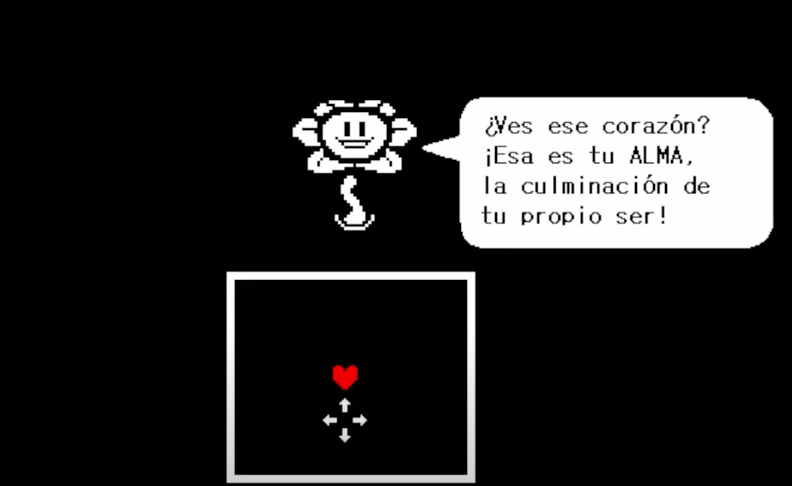 ¿Ves ese corazón?
¡Esa es tu ALMA,
la culminación de
tu propio ser!